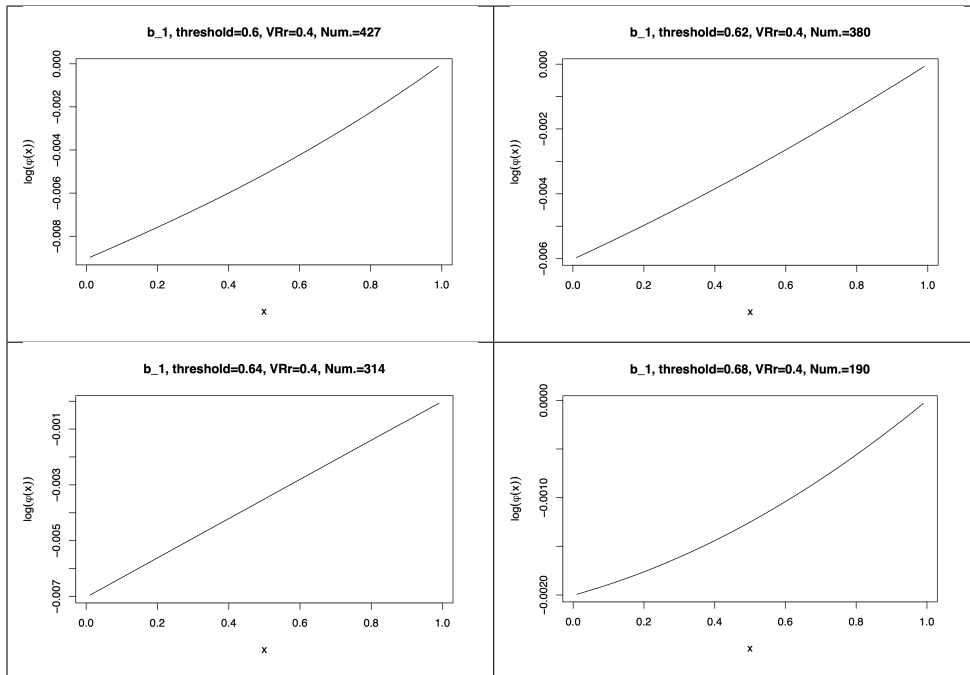 b_1, threshold=0.6, VRr=0.4, Num.=427
log(φ(x))
0.000
−0.002
−0.004
−0.006
−0.008
0.0 0.2 0.4 0.6 0.8 1.0
x
b_1, threshold=0.62, VRr=0.4, Num.=380
log(φ(x))
0.000
−0.002
−0.004
−0.006
0.0 0.2 0.4 0.6 0.8 1.0
x
b_1, threshold=0.64, VRr=0.4, Num.=314
log(φ(x))
−0.001
−0.003
−0.005
−0.007
0.0 0.2 0.4 0.6 0.8 1.0
x
b_1, threshold=0.68, VRr=0.4, Num.=190
log(φ(x))
0.0000
−0.0010
−0.0020
0.0 0.2 0.4 0.6 0.8 1.0
x